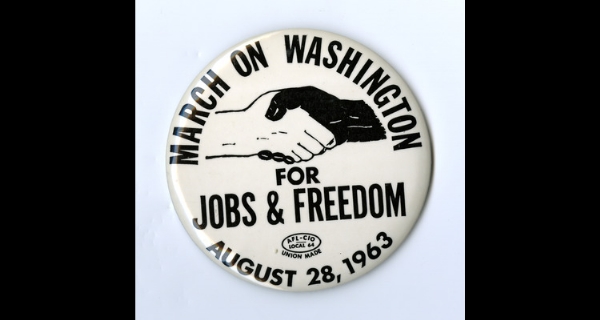 MARCH ON WASHINGTON
FOR
JOBS & FREEDOM
AFL-CIO
LOCAL 64
UNION MADE
AUGUST 28, 1963